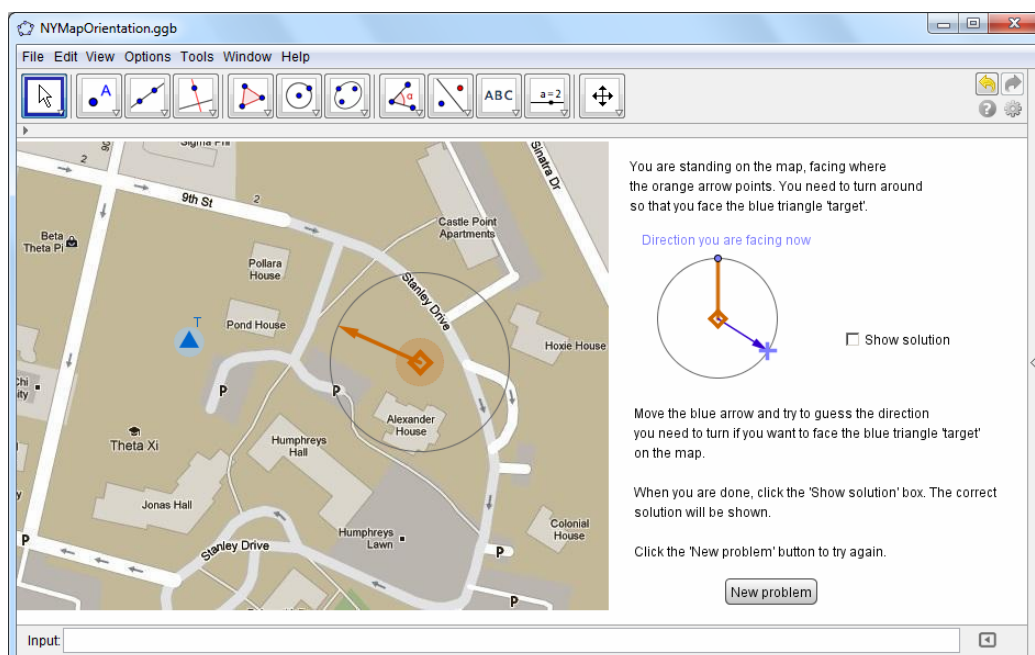 NYMapOrientation.ggb
File Edit View Options Tools Window Help
A
α
ABC
a=2
?
2
9th St
2
Sinatra Dr
Castle Point
Apartments
Beta
Theta Pi
Pollara
House
Stanley Drive
T
Pond House
Hoxie House
P
P
Alexander
House
Theta Xi
Humphreys
Hall
Jonas Hall
Colonial
House
Humphreys
Lawn
P
Stanley Drive
P
P
You are standing on the map, facing where
the orange arrow points. You need to turn around
so that you face the blue triangle 'target'.
Direction you are facing now
Show solution
Move the blue arrow and try to guess the direction
you need to turn if you want to face the blue triangle 'target'
on the map.
When you are done, click the 'Show solution' box. The correct
solution will be shown.
Click the 'New problem' button to try again.
New problem
Input: